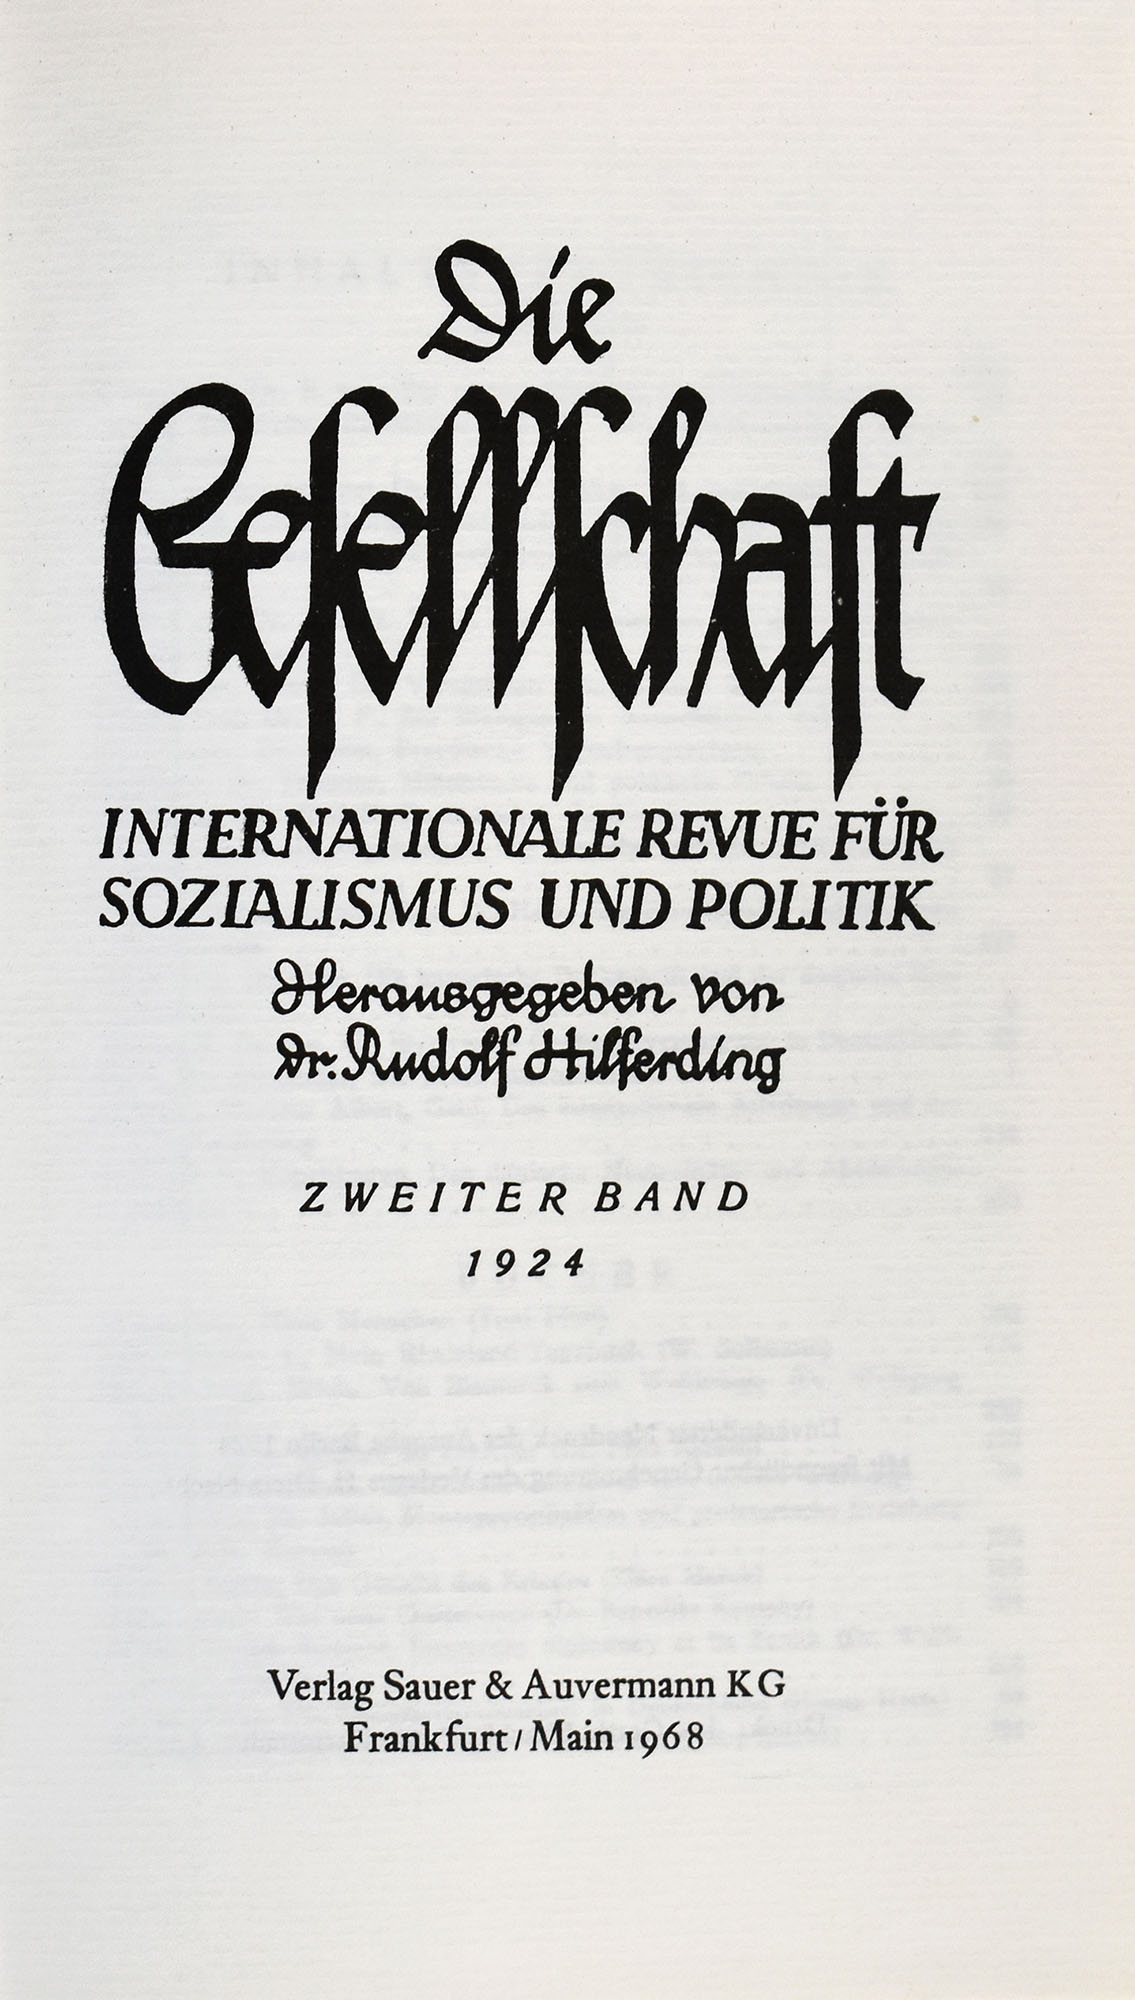 Die
Gesellschaft
INTERNATIONALE REVUE FÜR
SOZIALISMUS UND POLITIK
Herausgegeben von
Dr. Rudolf Hilferding
ZWEITER BAND
1924
Verlag Sauer & Auvermann KG
Frankfurt / Main 1968